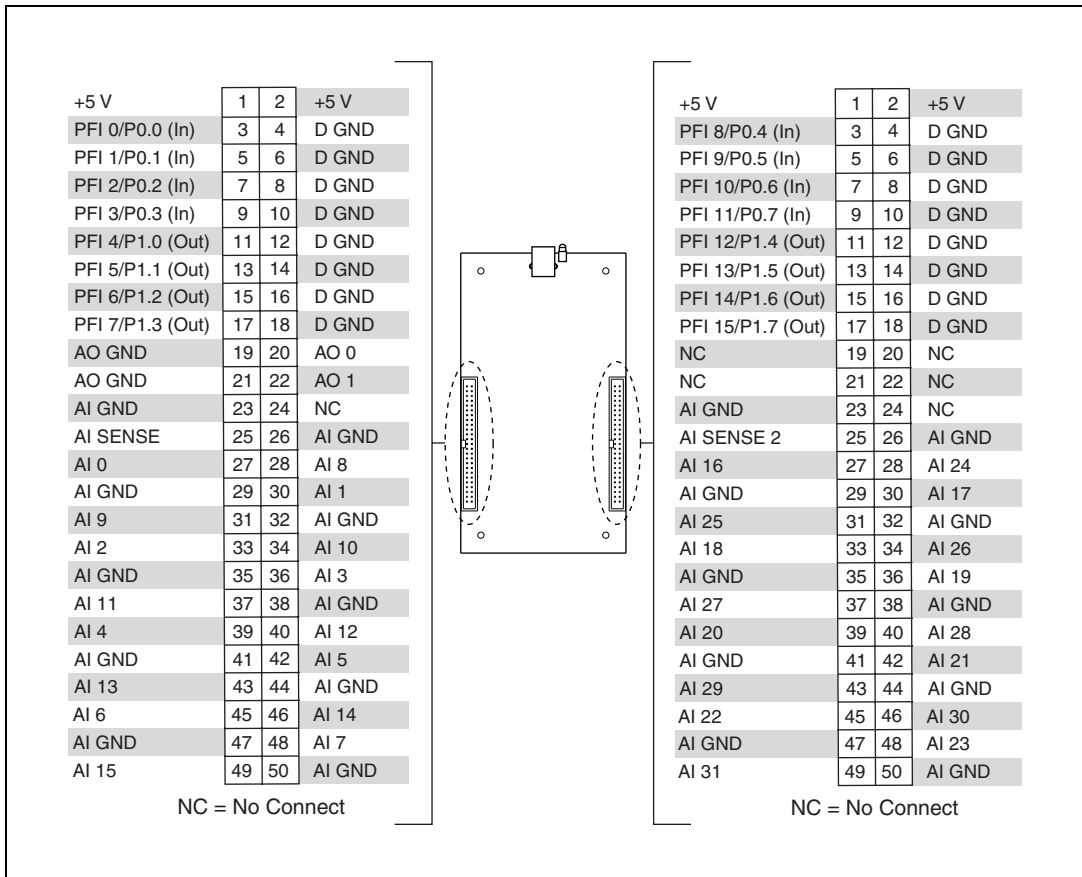 +5 V 1 2 +5 V
PFI 0/P0.0 (In) 3 4 D GND
PFI 1/P0.1 (In) 5 6 D GND
PFI 2/P0.2 (In) 7 8 D GND
PFI 3/P0.3 (In) 9 10 D GND
PFI 4/P1.0 (Out) 11 12 D GND
PFI 5/P1.1 (Out) 13 14 D GND
PFI 6/P1.2 (Out) 15 16 D GND
PFI 7/P1.3 (Out) 17 18 D GND
AO GND 19 20 AO 0
AO GND 21 22 AO 1
AI GND 23 24 NC
AI SENSE 25 26 AI GND
AI 0 27 28 AI 8
AI GND 29 30 AI 1
AI 9 31 32 AI GND
AI 2 33 34 AI 10
AI GND 35 36 AI 3
AI 11 37 38 AI GND
AI 4 39 40 AI 12
AI GND 41 42 AI 5
AI 13 43 44 AI GND
AI 6 45 46 AI 14
AI GND 47 48 AI 7
AI 15 49 50 AI GND
NC = No Connect
+5 V 1 2 +5 V
PFI 8/P0.4 (In) 3 4 D GND
PFI 9/P0.5 (In) 5 6 D GND
PFI 10/P0.6 (In) 7 8 D GND
PFI 11/P0.7 (In) 9 10 D GND
PFI 12/P1.4 (Out) 11 12 D GND
PFI 13/P1.5 (Out) 13 14 D GND
PFI 14/P1.6 (Out) 15 16 D GND
PFI 15/P1.7 (Out) 17 18 D GND
NC 19 20 NC
NC 21 22 NC
AI GND 23 24 NC
AI SENSE 2 25 26 AI GND
AI 16 27 28 AI 24
AI GND 29 30 AI 17
AI 25 31 32 AI GND
AI 18 33 34 AI 26
AI GND 35 36 AI 19
AI 27 37 38 AI GND
AI 20 39 40 AI 28
AI GND 41 42 AI 21
AI 29 43 44 AI GND
AI 22 45 46 AI 30
AI GND 47 48 AI 23
AI 31 49 50 AI GND
NC = No Connect